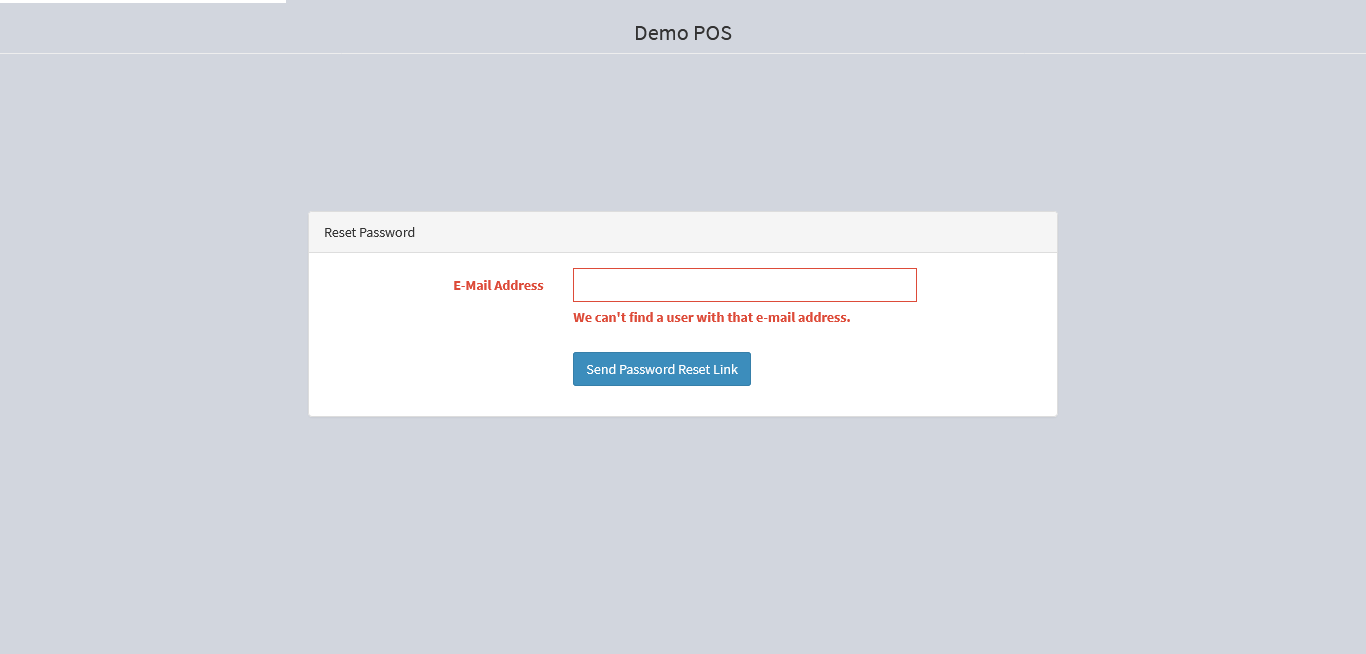 Demo POS
Reset Password
E-Mail Address
We can't find a user with that e-mail address.
Send Password Reset Link